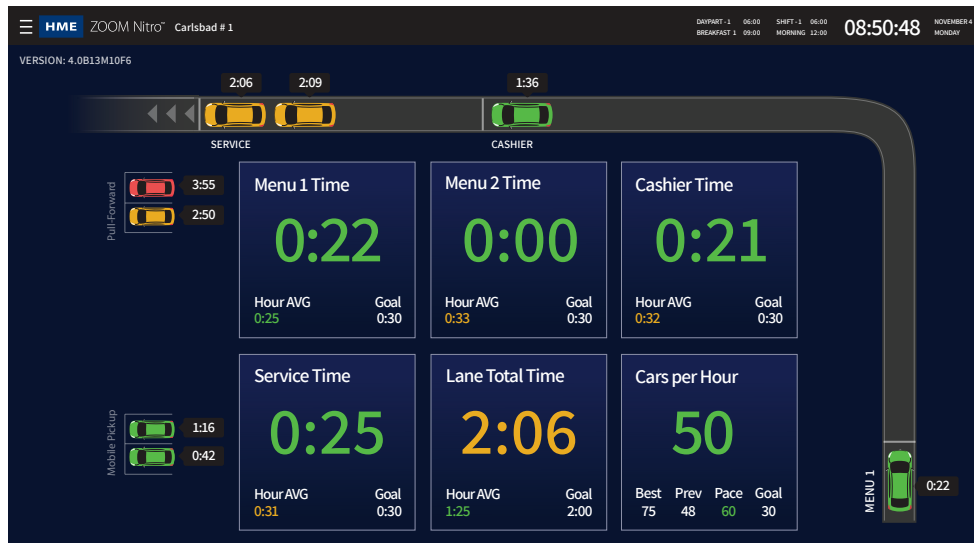 HME ZOOM Nitro™ Carlsbad # 1
DAYPART - 1 06:00 SHIFT - 1 06:00
BREAKFAST 1 09:00 MORNING 12:00
08:50:48
NOVEMBER 4
MONDAY
VERSION: 4.0B13M10F6
2:06 2:09 1:36
SERVICE CASHIER
Pull-Forward
3:55
2:50
Menu 1 Time
0:22
Hour AVG Goal
0:25 0:30
Menu 2 Time
0:00
Hour AVG Goal
0:33 0:30
Cashier Time
0:21
Hour AVG Goal
0:32 0:30
Mobile Pickup
1:16
0:42
Service Time
0:25
Hour AVG Goal
0:31 0:30
Lane Total Time
2:06
Hour AVG Goal
1:25 2:00
Cars per Hour
50
Best Prev Pace Goal
75 48 60 30
MENU 1
0:22